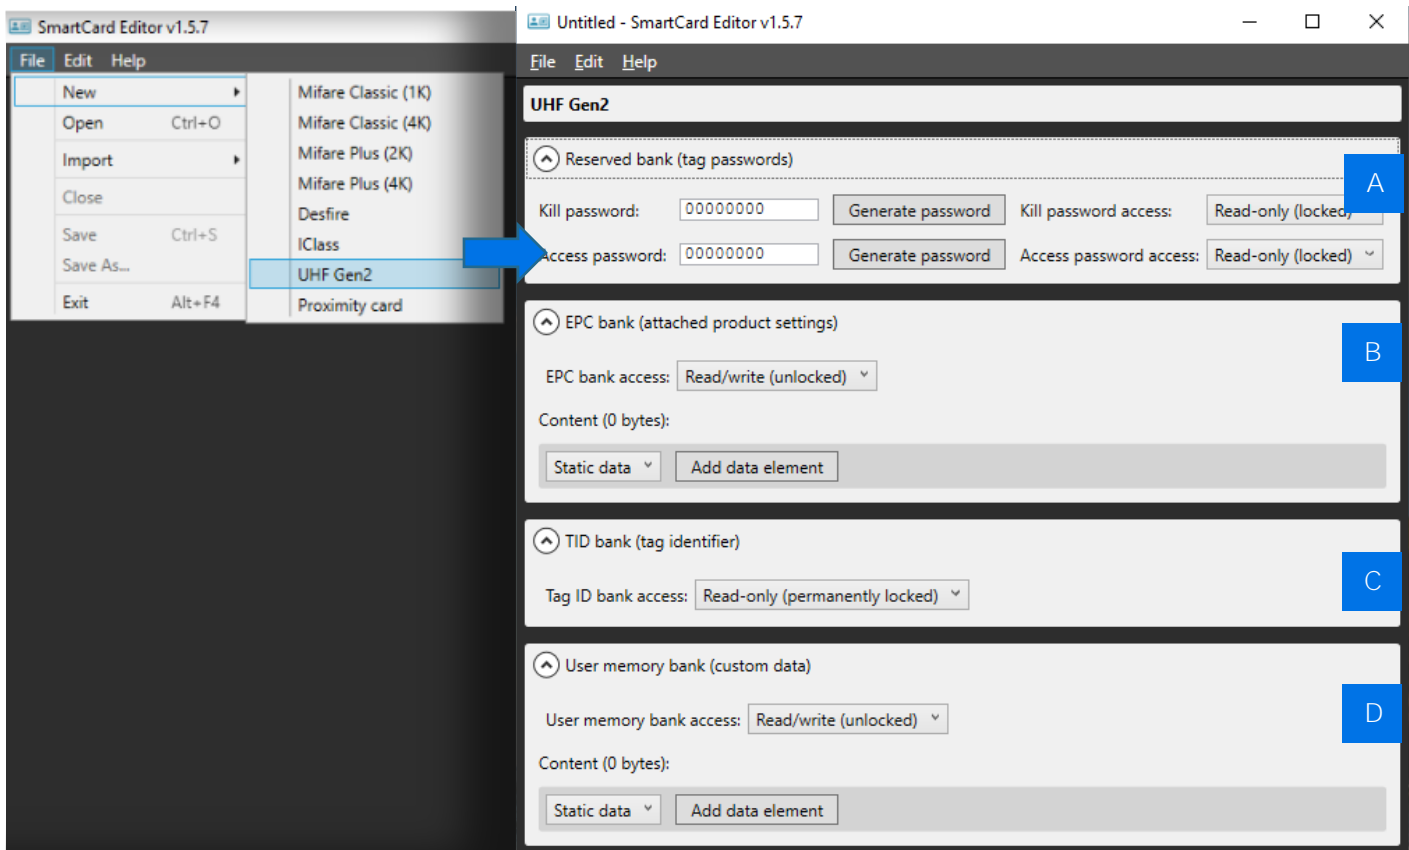 SmartCard Editor v1.5.7
File Edit Help
New
Open Ctrl+O
Import
Close
Save Ctrl+S
Save As...
Exit Alt+F4
Mifare Classic (1K)
Mifare Classic (4K)
Mifare Plus (2K)
Mifare Plus (4K)
Desfire
IClass
UHF Gen2
Proximity card
Untitled - SmartCard Editor v1.5.7
File Edit Help
UHF Gen2
Reserved bank (tag passwords)
A
Kill password: 00000000 Generate password Kill password access: Read-only (locked)
Access password: 00000000 Generate password Access password access: Read-only (locked)
EPC bank (attached product settings)
B
EPC bank access: Read/write (unlocked)
Content (0 bytes):
Static data Add data element
TID bank (tag identifier)
C
Tag ID bank access: Read-only (permanently locked)
User memory bank (custom data)
D
User memory bank access: Read/write (unlocked)
Content (0 bytes):
Static data Add data element